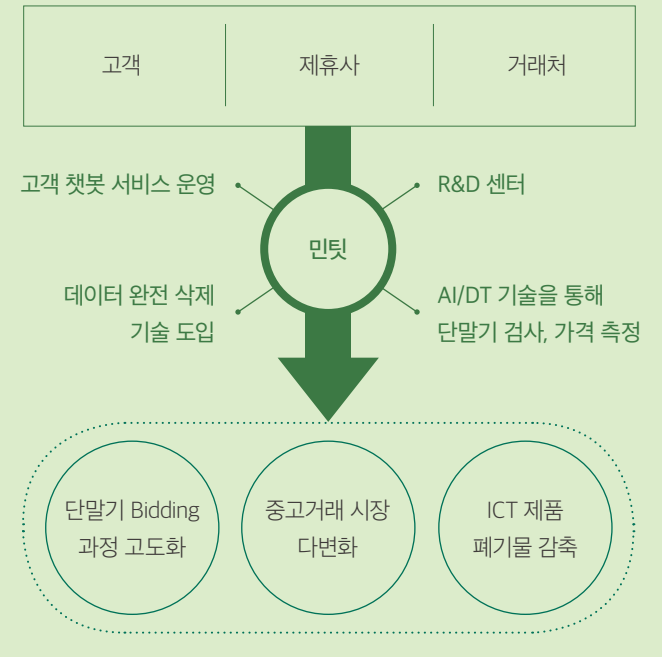 고객
제휴사
거래처
고객 챗봇 서비스 운영
R&D 센터
민팃
데이터 완전 삭제
기술 도입
AI/DT 기술을 통해
단말기 검사, 가격 측정
단말기 Bidding
과정 고도화
중고거래 시장
다변화
ICT 제품
폐기물 감축